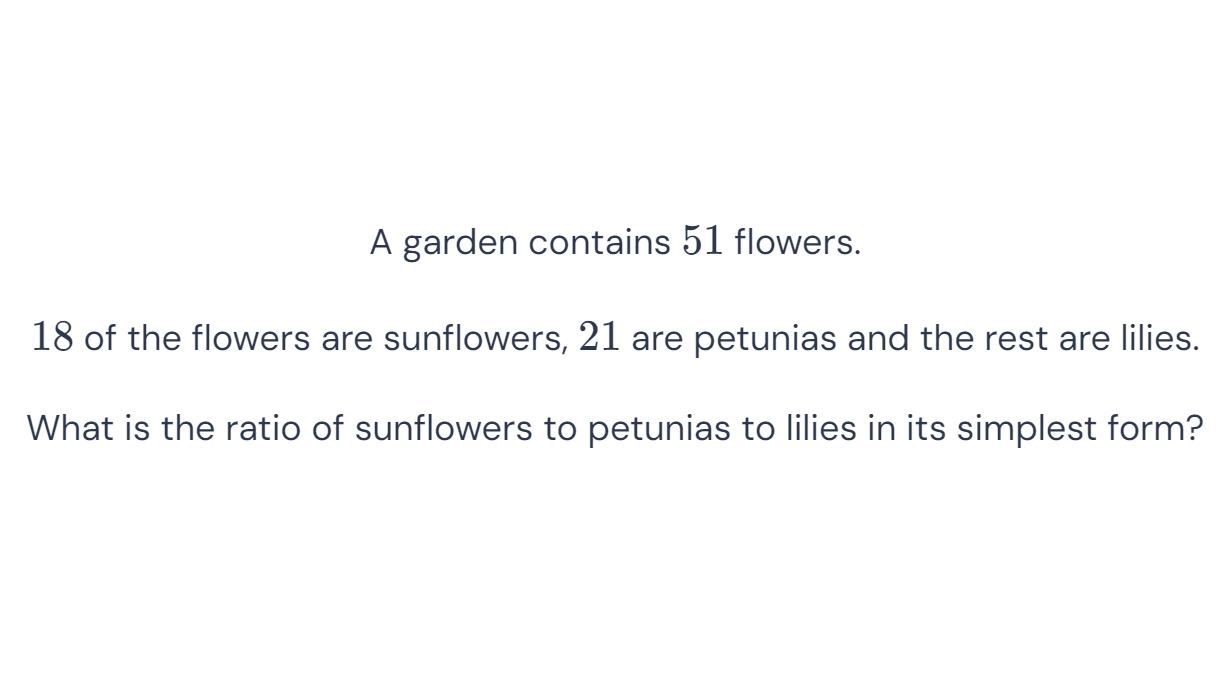 A garden contains 51 flowers.
18 of the flowers are sunflowers, 21 are petunias and the rest are lilies.
What is the ratio of sunflowers to petunias to lilies in its simplest form?